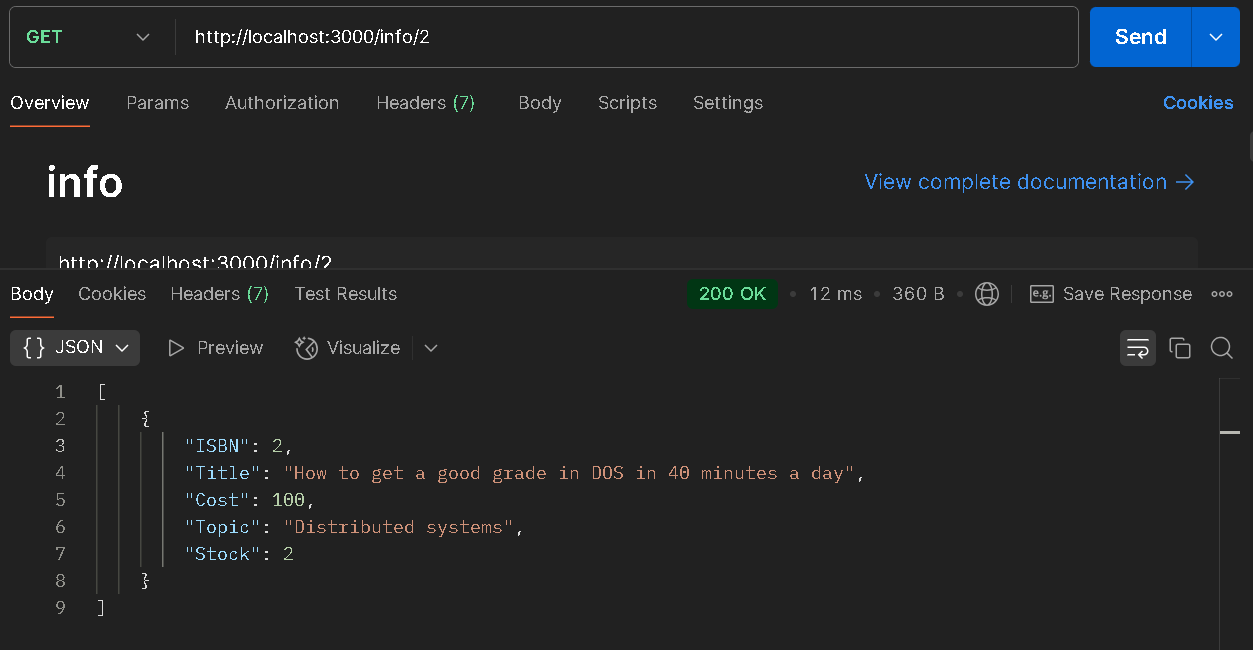 GET http://localhost:3000/info/2 Send
Overview Params Authorization Headers (7) Body Scripts Settings Cookies
info View complete documentation →
http://localhost:3000/info/2
Body Cookies Headers (7) Test Results 200 OK • 12 ms • 360 B • e.g. Save Response
{} JSON Preview Visualize
1 [
2 {
3 "ISBN": 2,
4 "Title": "How to get a good grade in DOS in 40 minutes a day",
5 "Cost": 100,
6 "Topic": "Distributed systems",
7 "Stock": 2
8 }
9 ]